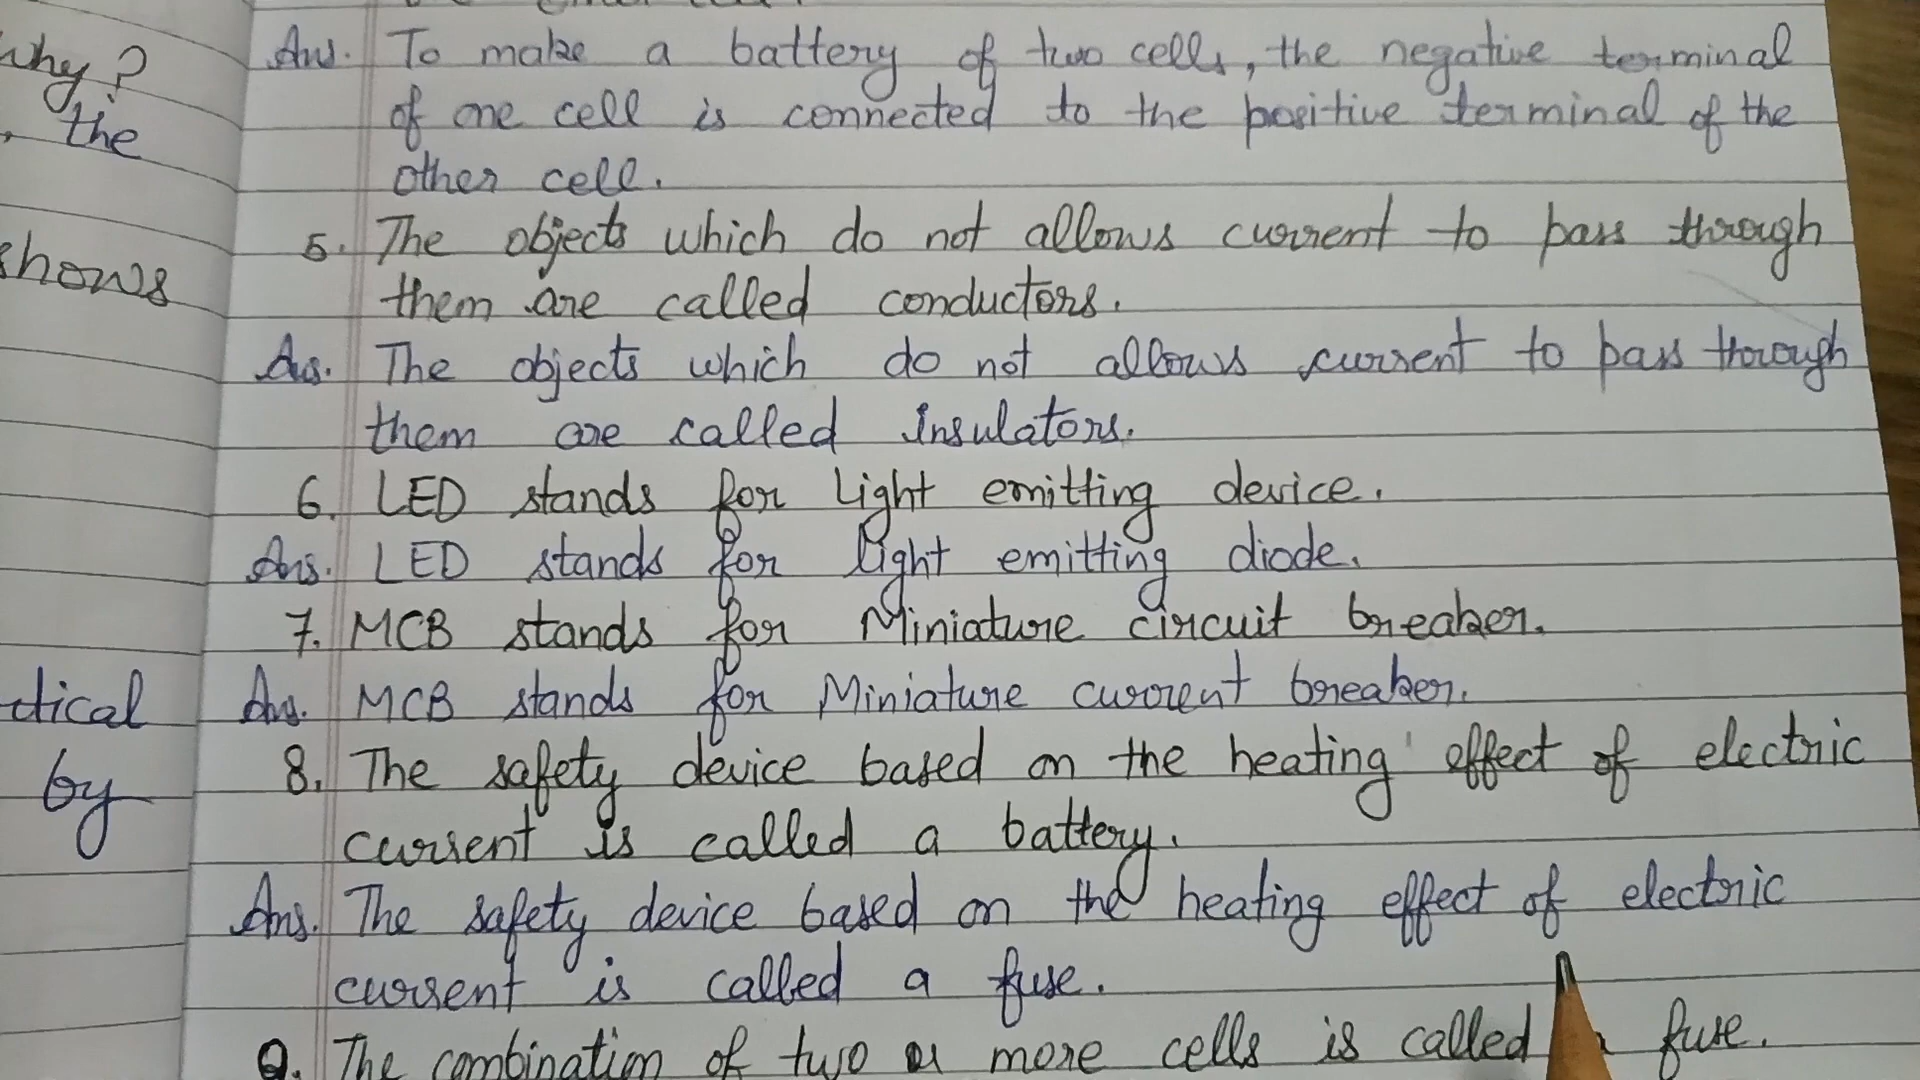 why?
, the
shows
tical
by
Ans. To make a battery of two cells, the negative terminal
of one cell is connected to the positive terminal of the
other cell.
5. The objects which do not allows current to pass through
them are called conductors.
Ans. The objects which do not allows current to pass through
them are called insulators.
6. LED stands for Light emitting device.
Ans. LED stands for light emitting diode.
7. MCB stands for Miniature circuit breaker.
Ans. MCB stands for Miniature current breaker.
8. The safety device based on the heating effect of electric
current is called a battery.
Ans. The safety device based on the heating effect of electric
current is called a fuse.
9. The combination of two or more cells is called a fuse.